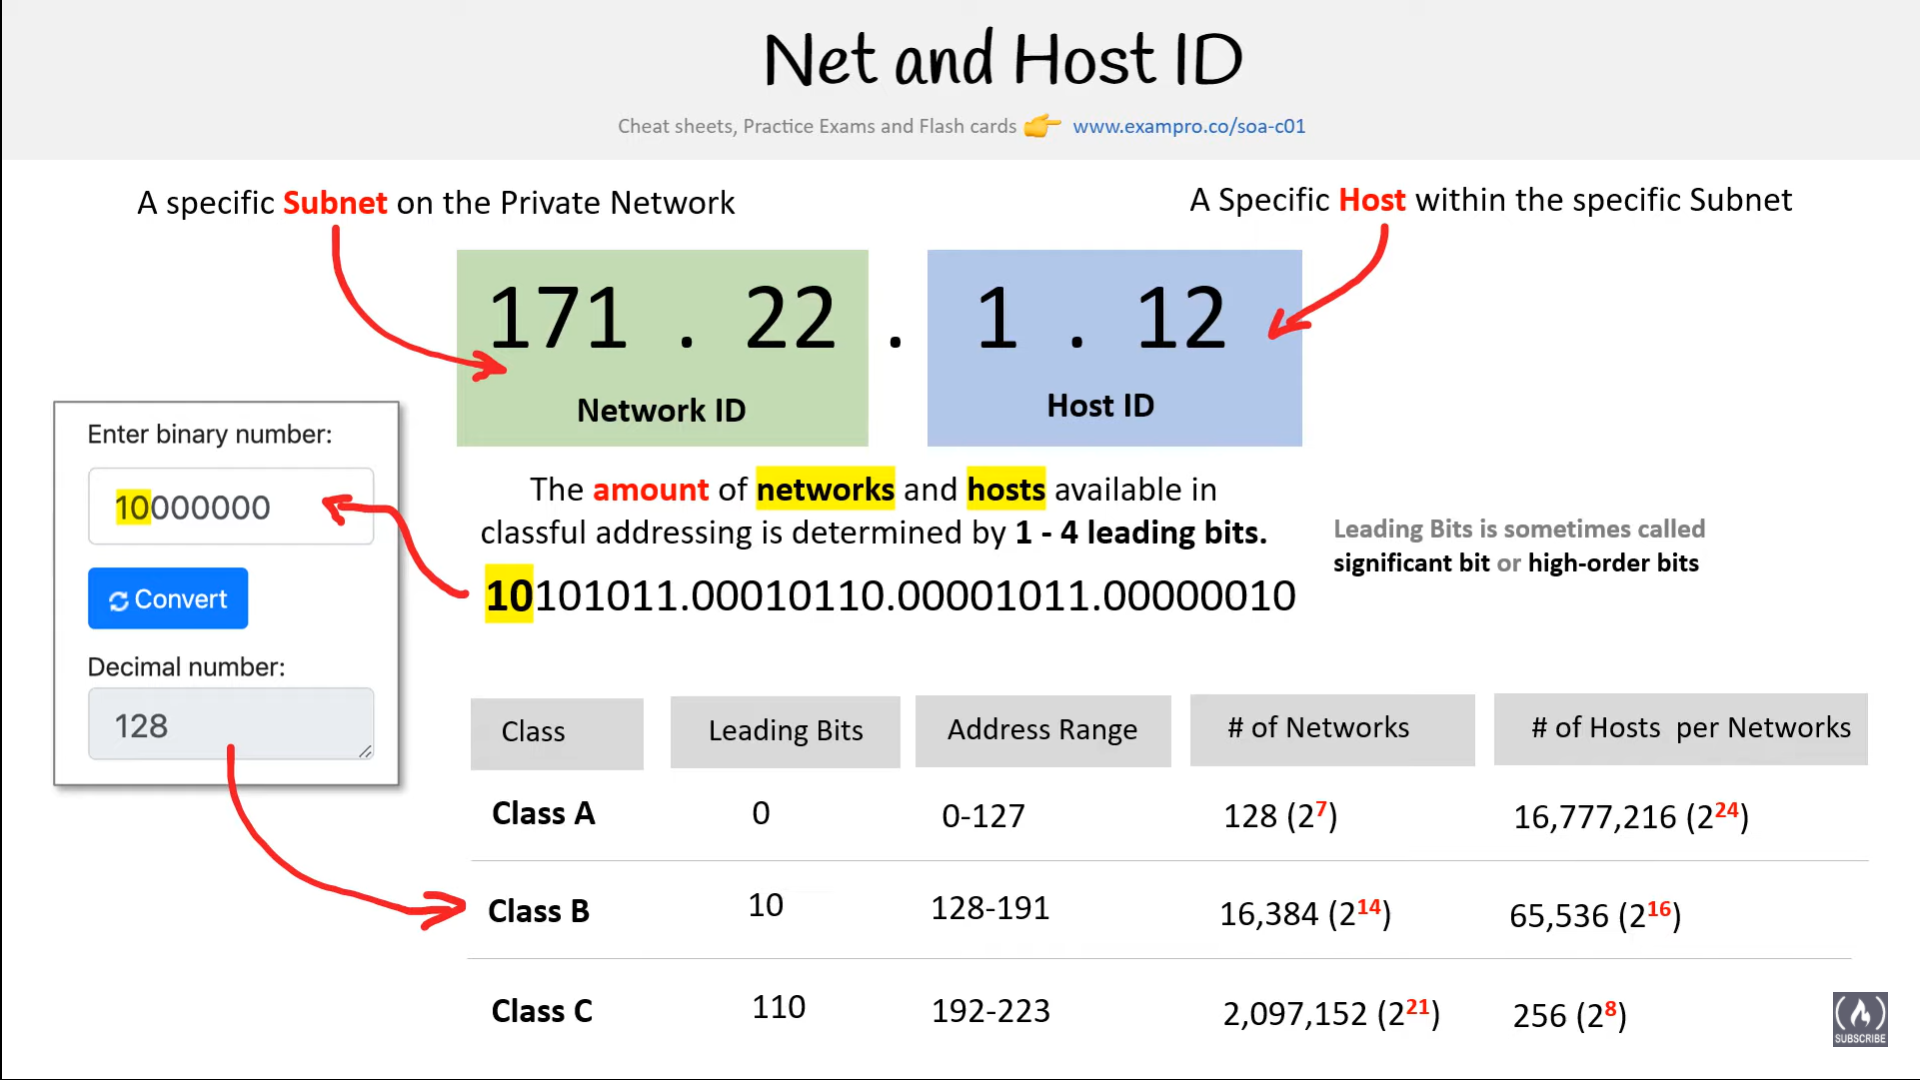 Net and Host ID
Cheat sheets, Practice Exams and Flash cards 👉 www.exampro.co/soa-c01
A specific Subnet on the Private Network
A Specific Host within the specific Subnet
171 . 22 . 1 . 12
Network ID
Host ID
Enter binary number:
10000000
Convert
Decimal number:
128
The amount of networks and hosts available in
classful addressing is determined by 1 - 4 leading bits.
10101011.00010110.00001011.00000010
Leading Bits is sometimes called
significant bit or high-order bits
Class Leading Bits Address Range # of Networks # of Hosts per Networks
Class A 0 0-127 128 (2⁷) 16,777,216 (2²⁴)
Class B 10 128-191 16,384 (2¹⁴) 65,536 (2¹⁶)
Class C 110 192-223 2,097,152 (2²¹) 256 (2⁸)
SUBSCRIBE